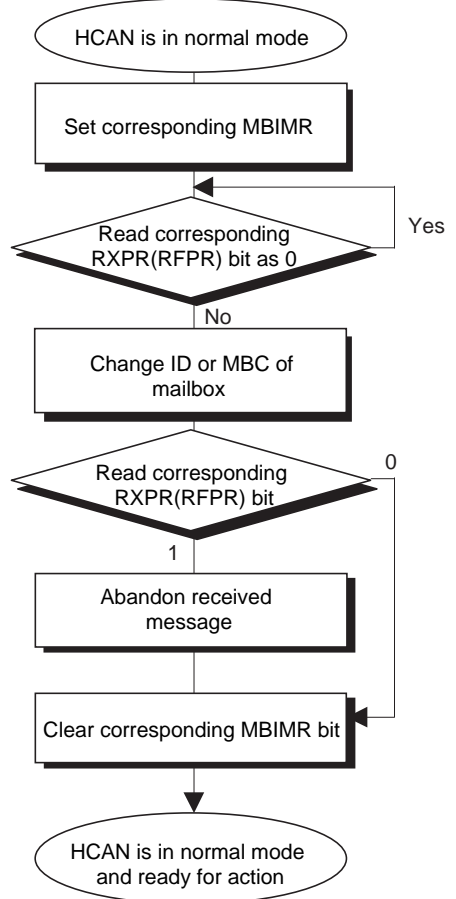 HCAN is in normal mode
Set corresponding MBIMR
Yes
Read corresponding
RXPR(RFPR) bit as 0
No
Change ID or MBC of
mailbox
0
Read corresponding
RXPR(RFPR) bit
1
Abandon received
message
Clear corresponding MBIMR bit
HCAN is in normal mode
and ready for action